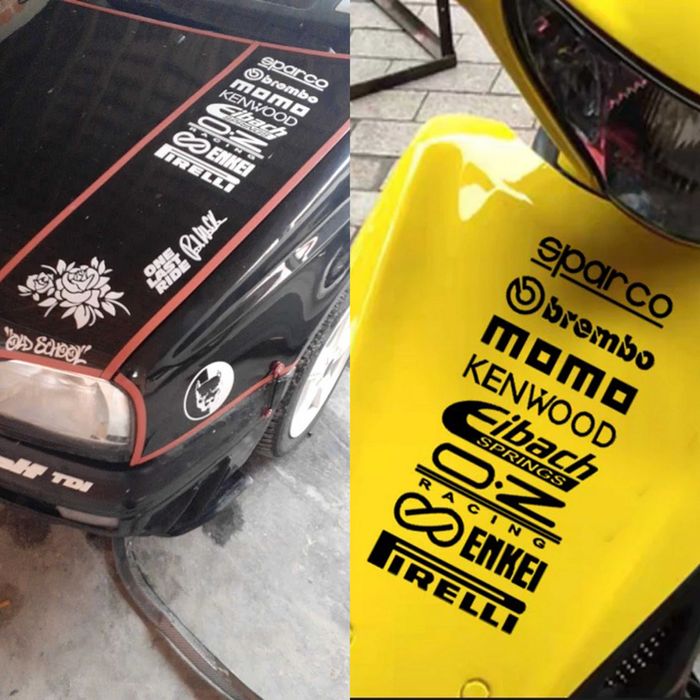 sparco
brembo
MOMO
KENWOOD
Eibach
SPRINGS
O·Z
RACING
ENKEI
PIRELLI
ONE
LAST
RIDE
OLD SCHOOL
TDI
sparco
brembo
MOMO
KENWOOD
Eibach
SPRINGS
O·Z
RACING
ENKEI
PIRELLI